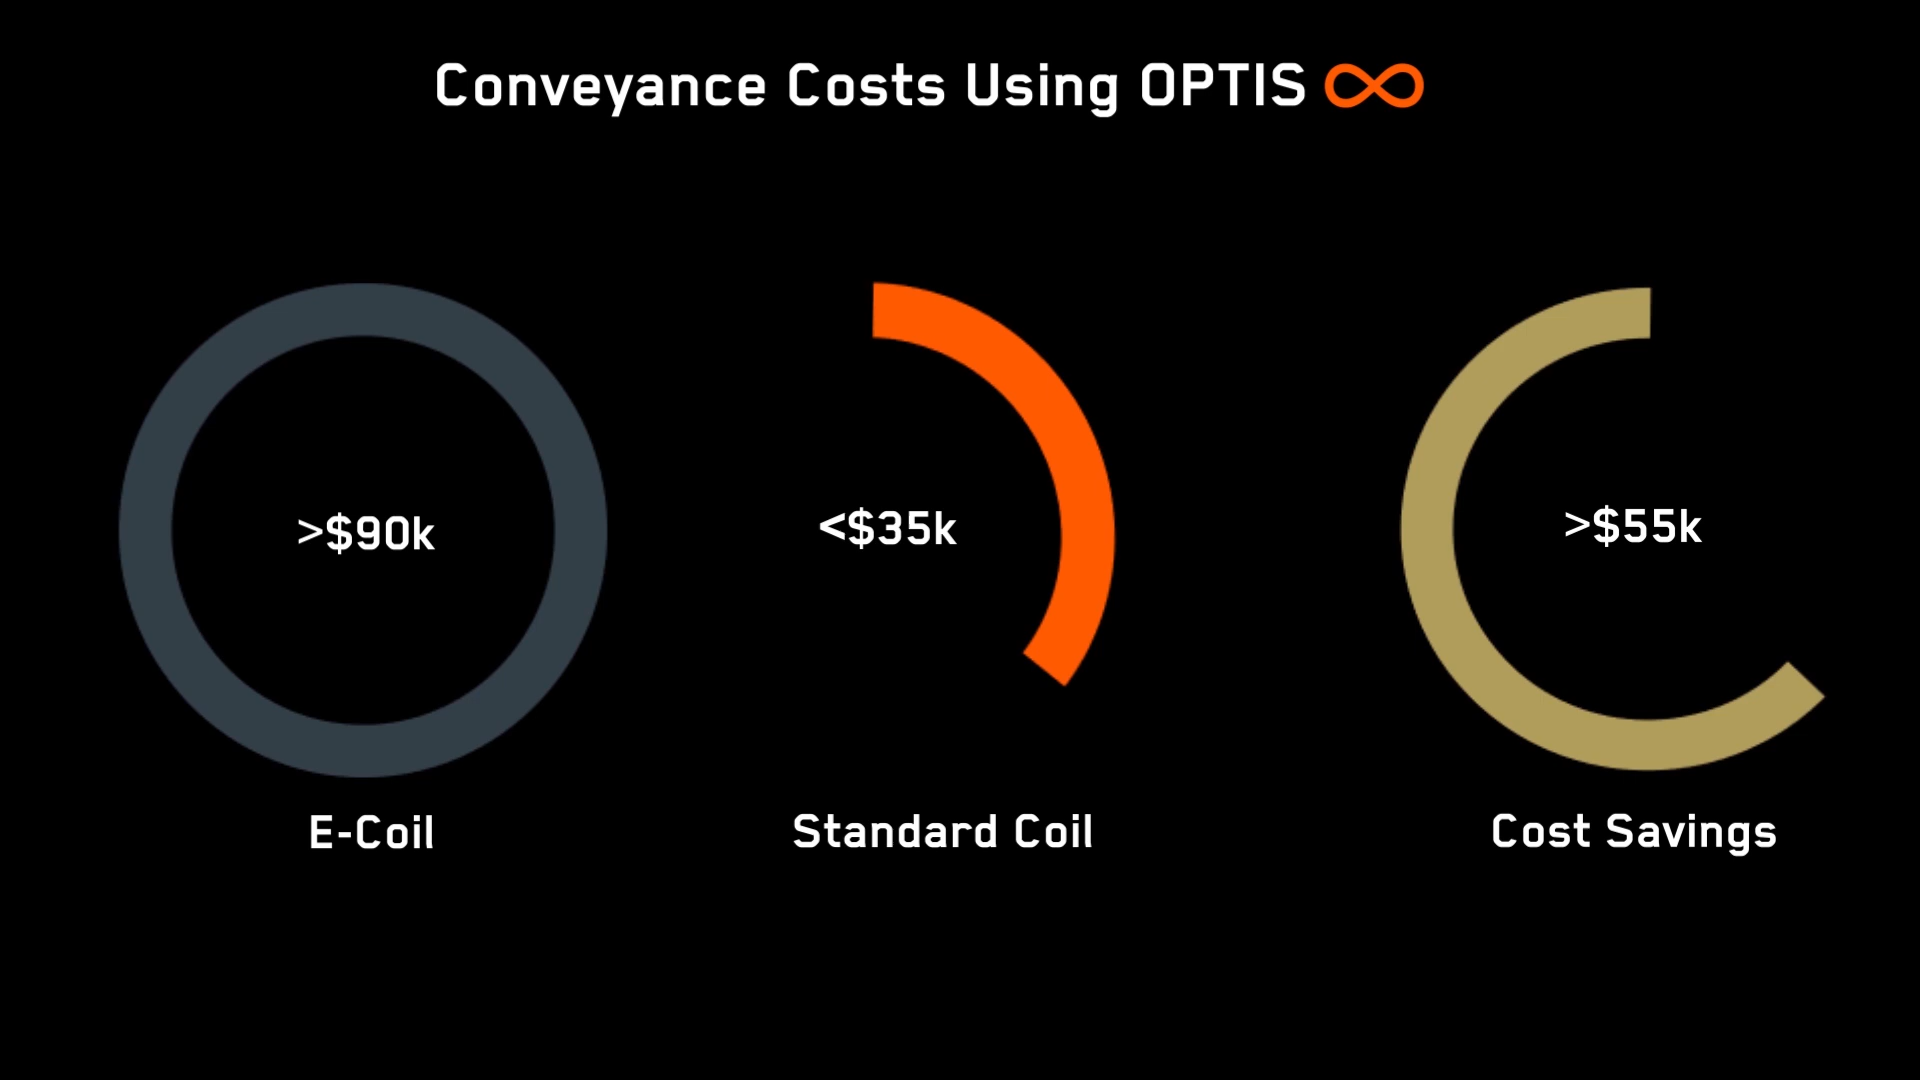 Conveyance Costs Using OPTIS ∞
>$90k
<$35k
>$55k
E-Coil
Standard Coil
Cost Savings